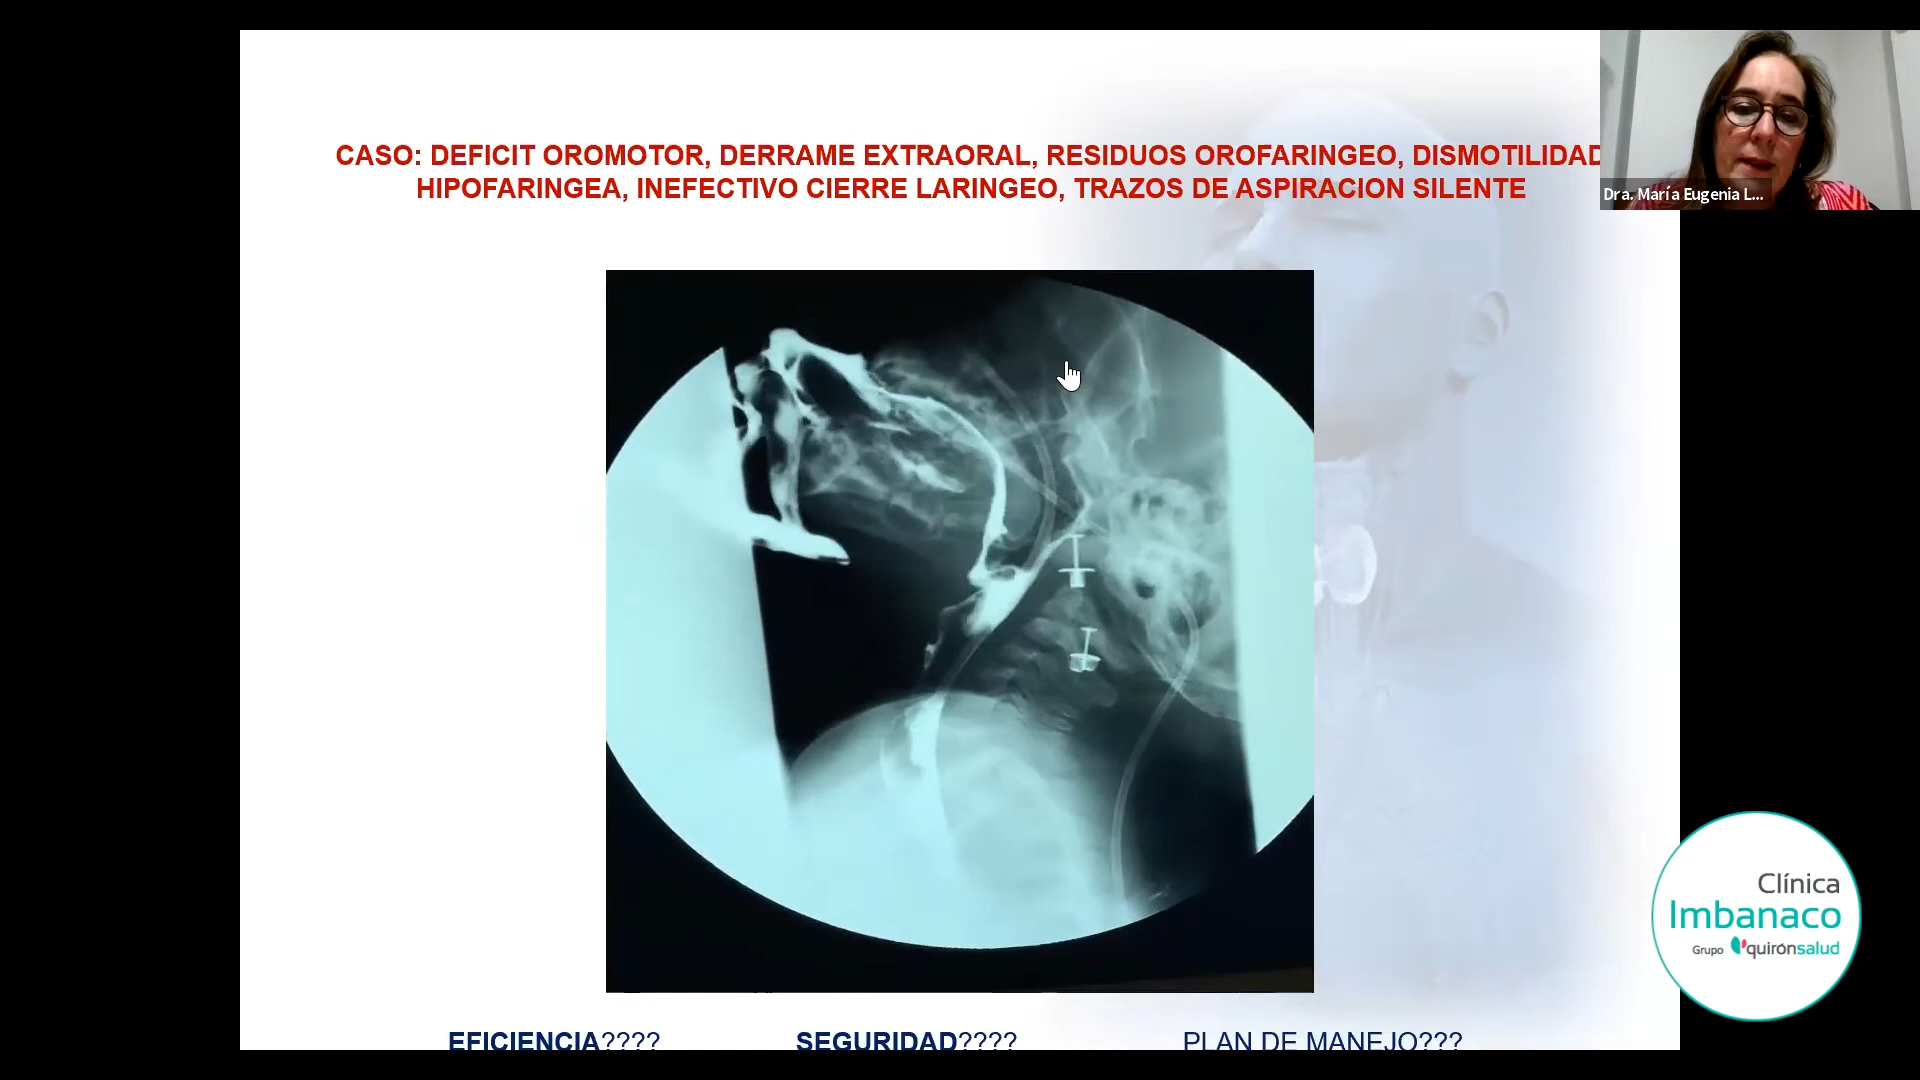 CASO: DEFICIT OROMOTOR, DERRAME EXTRAORAL, RESIDUOS OROFARINGEO, DISMOTILIDAD
HIPOFARINGEA, INEFECTIVO CIERRE LARINGEO, TRAZOS DE ASPIRACION SILENTE
Dra. María Eugenia L...
EFICIENCIA???? SEGURIDAD???? PLAN DE MANEJO???
Clínica
Imbanaco
Grupo quirónsalud